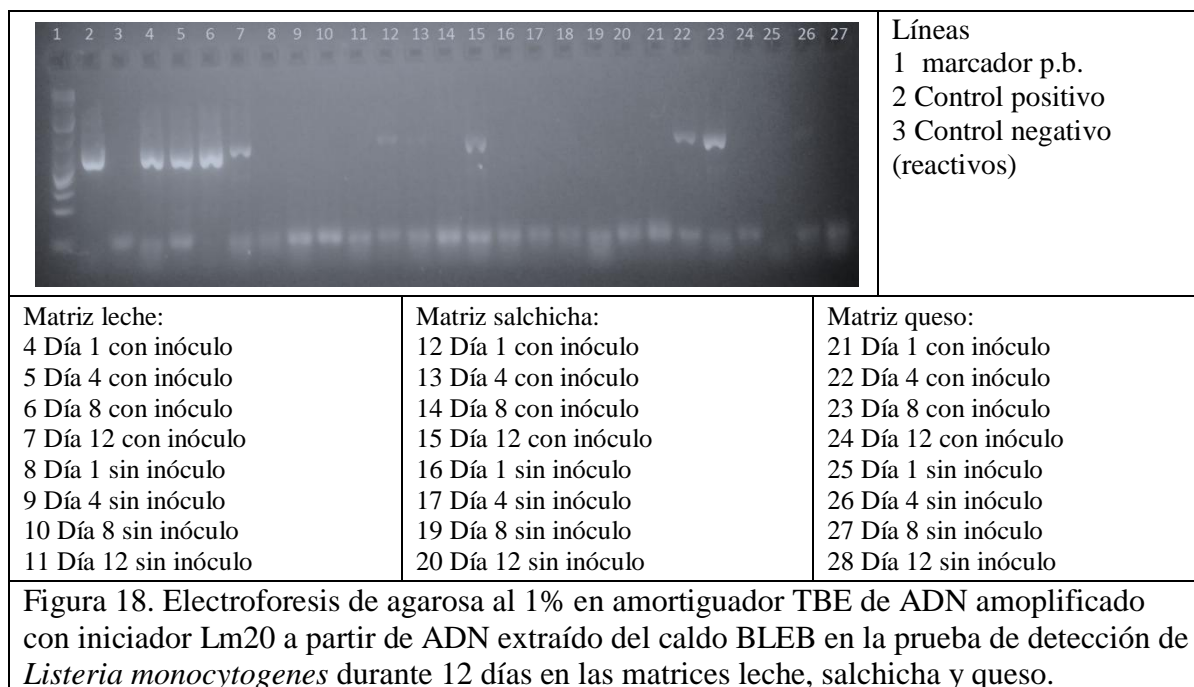 1 2 3 4 5 6 7 8 9 10 11 12 13 14 15 16 17 18 19 20 21 22 23 24 25 26 27
Líneas
1 marcador p.b.
2 Control positivo
3 Control negativo
(reactivos)
Matriz leche:
4 Día 1 con inóculo
5 Día 4 con inóculo
6 Día 8 con inóculo
7 Día 12 con inóculo
8 Día 1 sin inóculo
9 Día 4 sin inóculo
10 Día 8 sin inóculo
11 Día 12 sin inóculo
Matriz salchicha:
12 Día 1 con inóculo
13 Día 4 con inóculo
14 Día 8 con inóculo
15 Día 12 con inóculo
16 Día 1 sin inóculo
17 Día 4 sin inóculo
19 Día 8 sin inóculo
20 Día 12 sin inóculo
Matriz queso:
21 Día 1 con inóculo
22 Día 4 con inóculo
23 Día 8 con inóculo
24 Día 12 con inóculo
25 Día 1 sin inóculo
26 Día 4 sin inóculo
27 Día 8 sin inóculo
28 Día 12 sin inóculo
Figura 18. Electroforesis de agarosa al 1% en amortiguador TBE de ADN amoplificado
con iniciador Lm20 a partir de ADN extraído del caldo BLEB en la prueba de detección de
Listeria monocytogenes durante 12 días en las matrices leche, salchicha y queso.